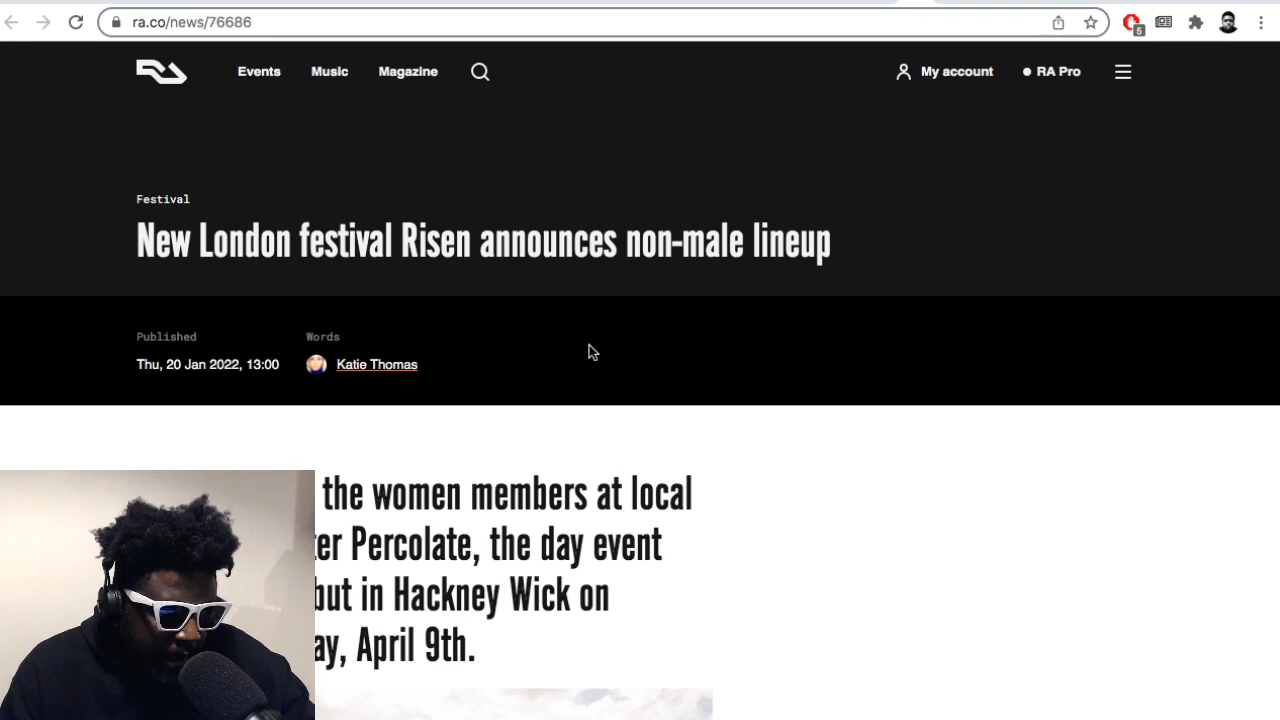 ra.co/news/76686
5
Events Music Magazine My account RA Pro
Festival
New London festival Risen announces non-male lineup
Published Words
Thu, 20 Jan 2022, 13:00 Katie Thomas
the women members at local
ter Percolate, the day event
but in Hackney Wick on
ay, April 9th.